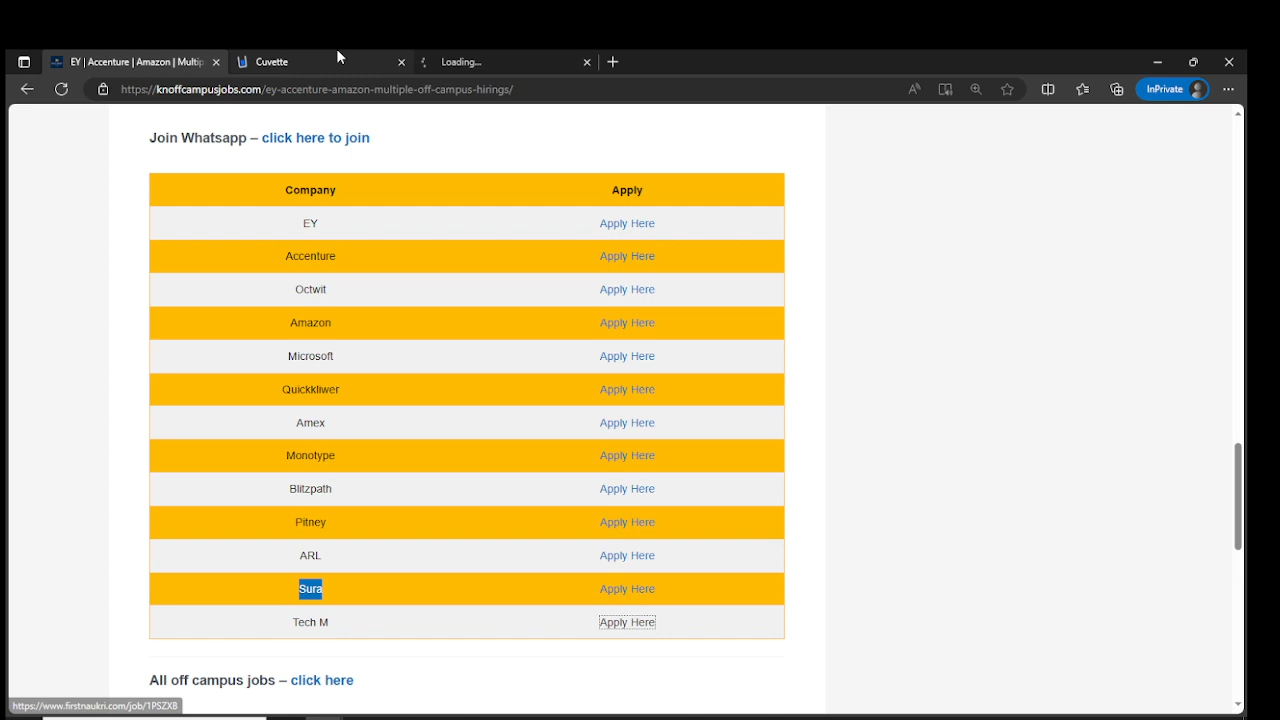 EY | Accenture | Amazon | Multip
Cuvette
Loading...
https://knoffcampusjobs.com/ey-accenture-amazon-multiple-off-campus-hirings/
InPrivate
Join Whatsapp – click here to join
Company Apply
EY Apply Here
Accenture Apply Here
Octwit Apply Here
Amazon Apply Here
Microsoft Apply Here
Quickkliwer Apply Here
Amex Apply Here
Monotype Apply Here
Blitzpath Apply Here
Pitney Apply Here
ARL Apply Here
Sura Apply Here
Tech M Apply Here
All off campus jobs – click here
https://www.firstnaukri.com/job/1PSZXB